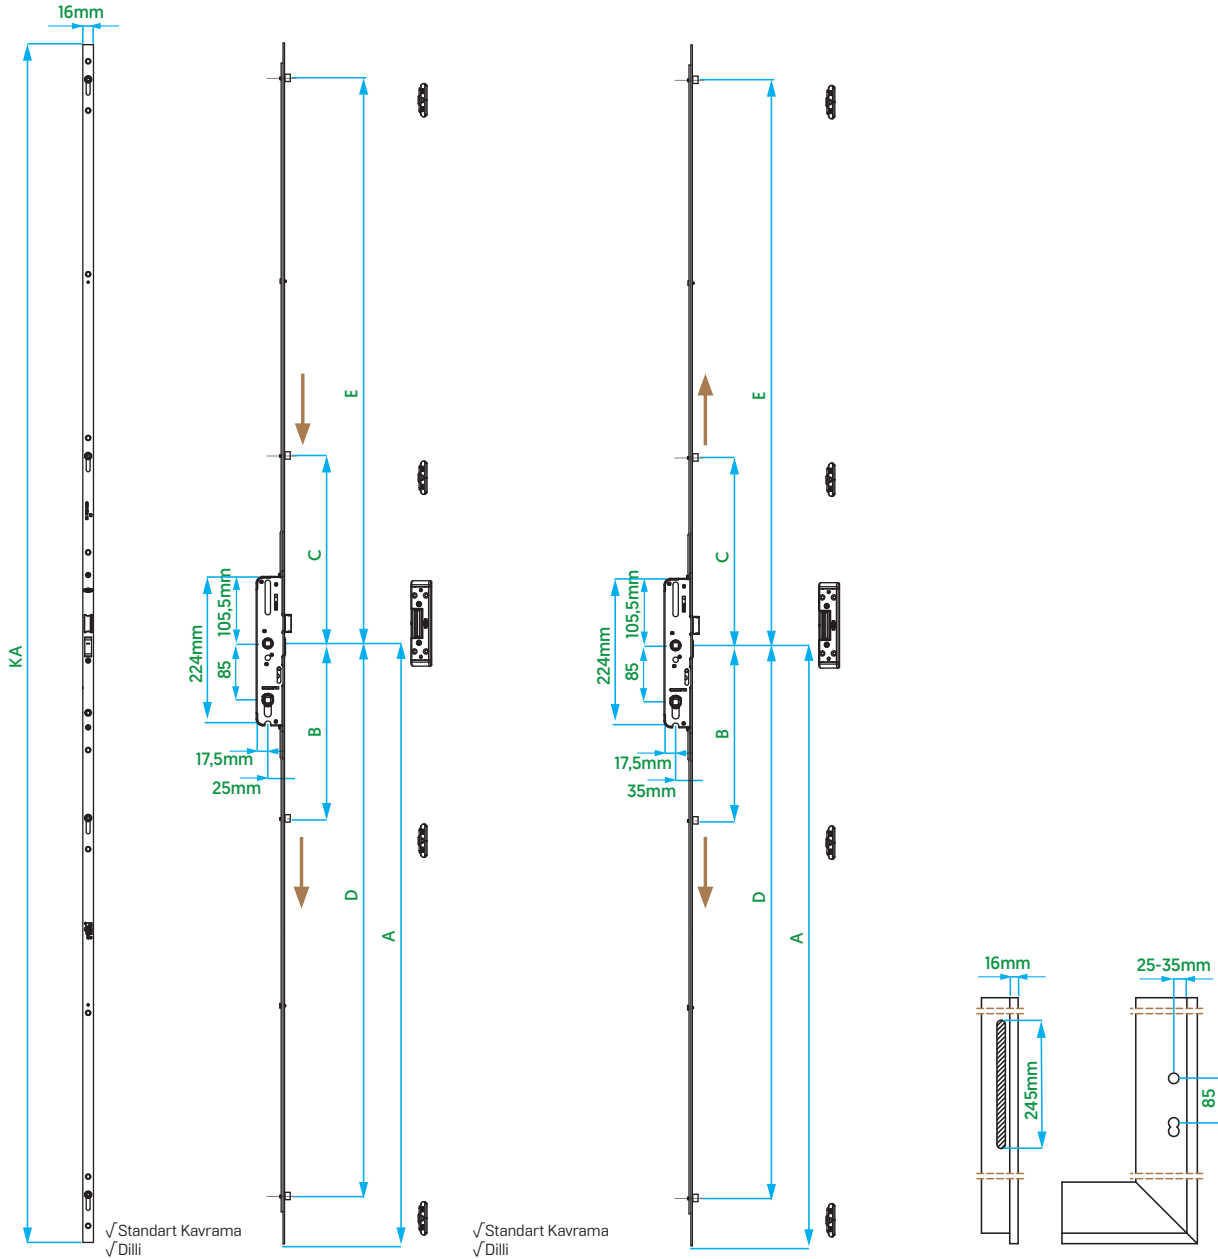 16mm
KA
E
C
105,5mm
224mm
85
B
17,5mm
25mm
D
A
√ Standart Kavrama
√ Dilli
E
C
105,5mm
224mm
85
B
17,5mm
35mm
D
A
√ Standart Kavrama
√ Dilli
16mm
245mm
25-35mm
85